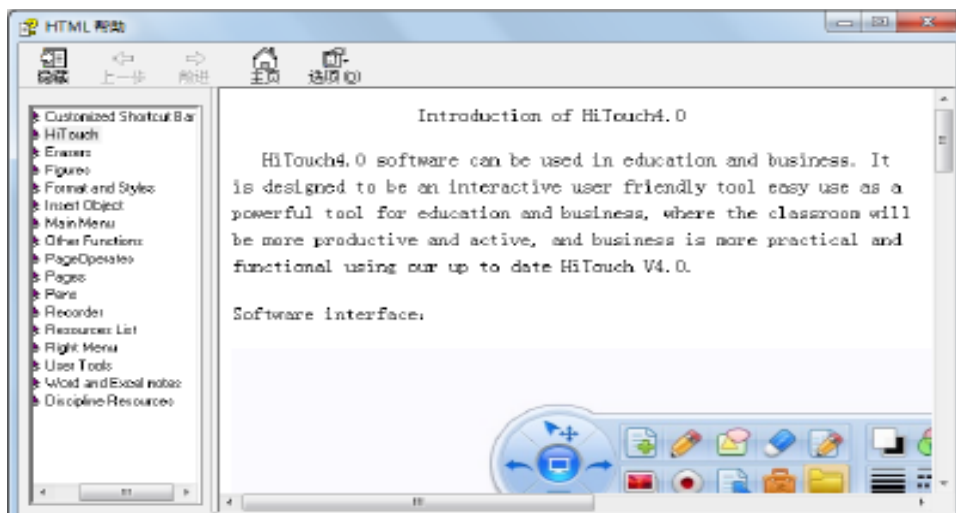 HTML 帮助
隐藏 上一步 前进 主页 选项(O)
Customized Shortcut Bar
HiTouch
Erasers
Figures
Format and Styles
Insert Object
Main Menu
Other Functions
PageOperates
Pages
Pens
Recorder
Resources List
Right Menu
User Tools
Word and Excel notes
Discipline Resources
Introduction of HiTouch4.0
HiTouch4.0 software can be used in education and business. It
is designed to be an interactive user friendly tool easy use as a
powerful tool for education and business, where the classroom will
be more productive and active, and business is more practical and
functional using our up to date HiTouch V4.0.
Software interface: